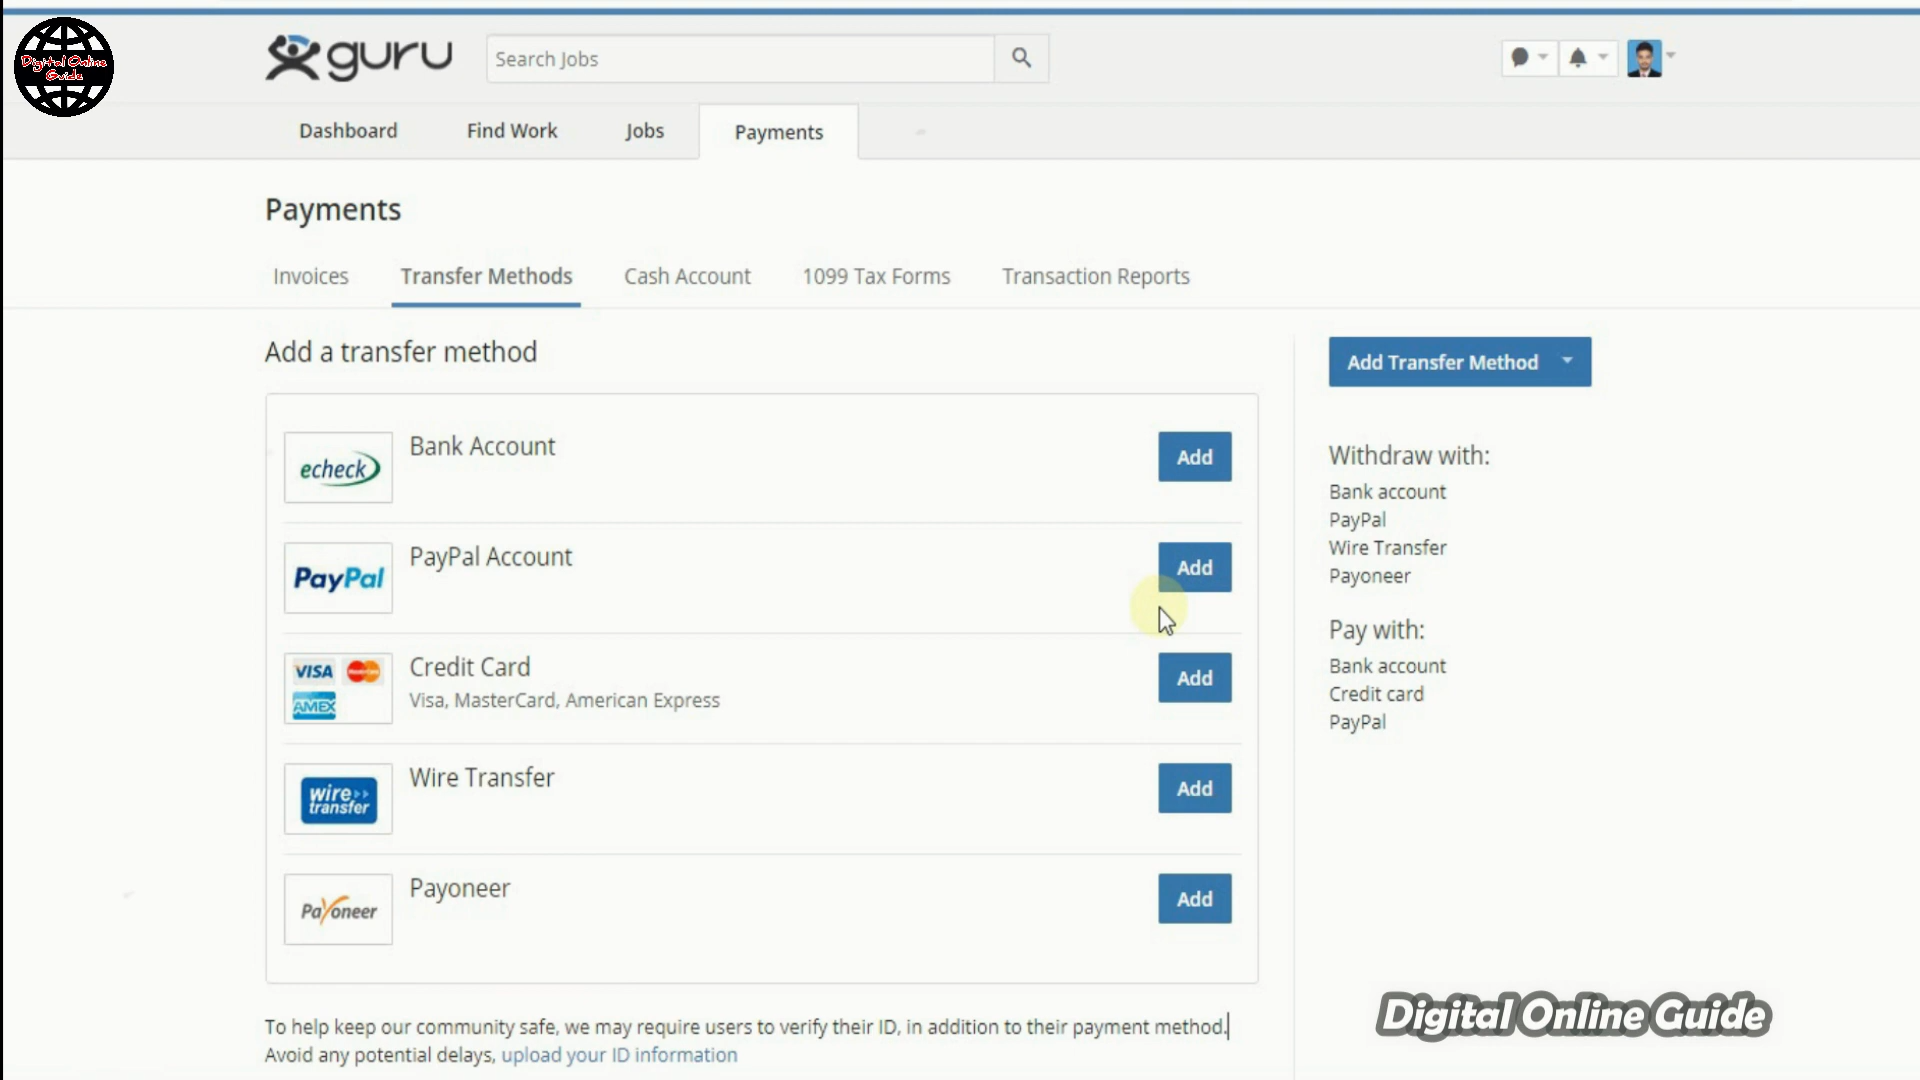 Digital Online
Guide
guru
Search Jobs
Dashboard
Find Work
Jobs
Payments
Payments
Invoices
Transfer Methods
Cash Account
1099 Tax Forms
Transaction Reports
Add a transfer method
echeck
Bank Account
Add
PayPal
PayPal Account
Add
VISA
MasterCard
AMEX
Credit Card
Visa, MasterCard, American Express
Add
wire
transfer
Wire Transfer
Add
Payoneer
Payoneer
Add
To help keep our community safe, we may require users to verify their ID, in addition to their payment method.
Avoid any potential delays, upload your ID information
Add Transfer Method
Withdraw with:
Bank account
PayPal
Wire Transfer
Payoneer
Pay with:
Bank account
Credit card
PayPal
Digital Online Guide